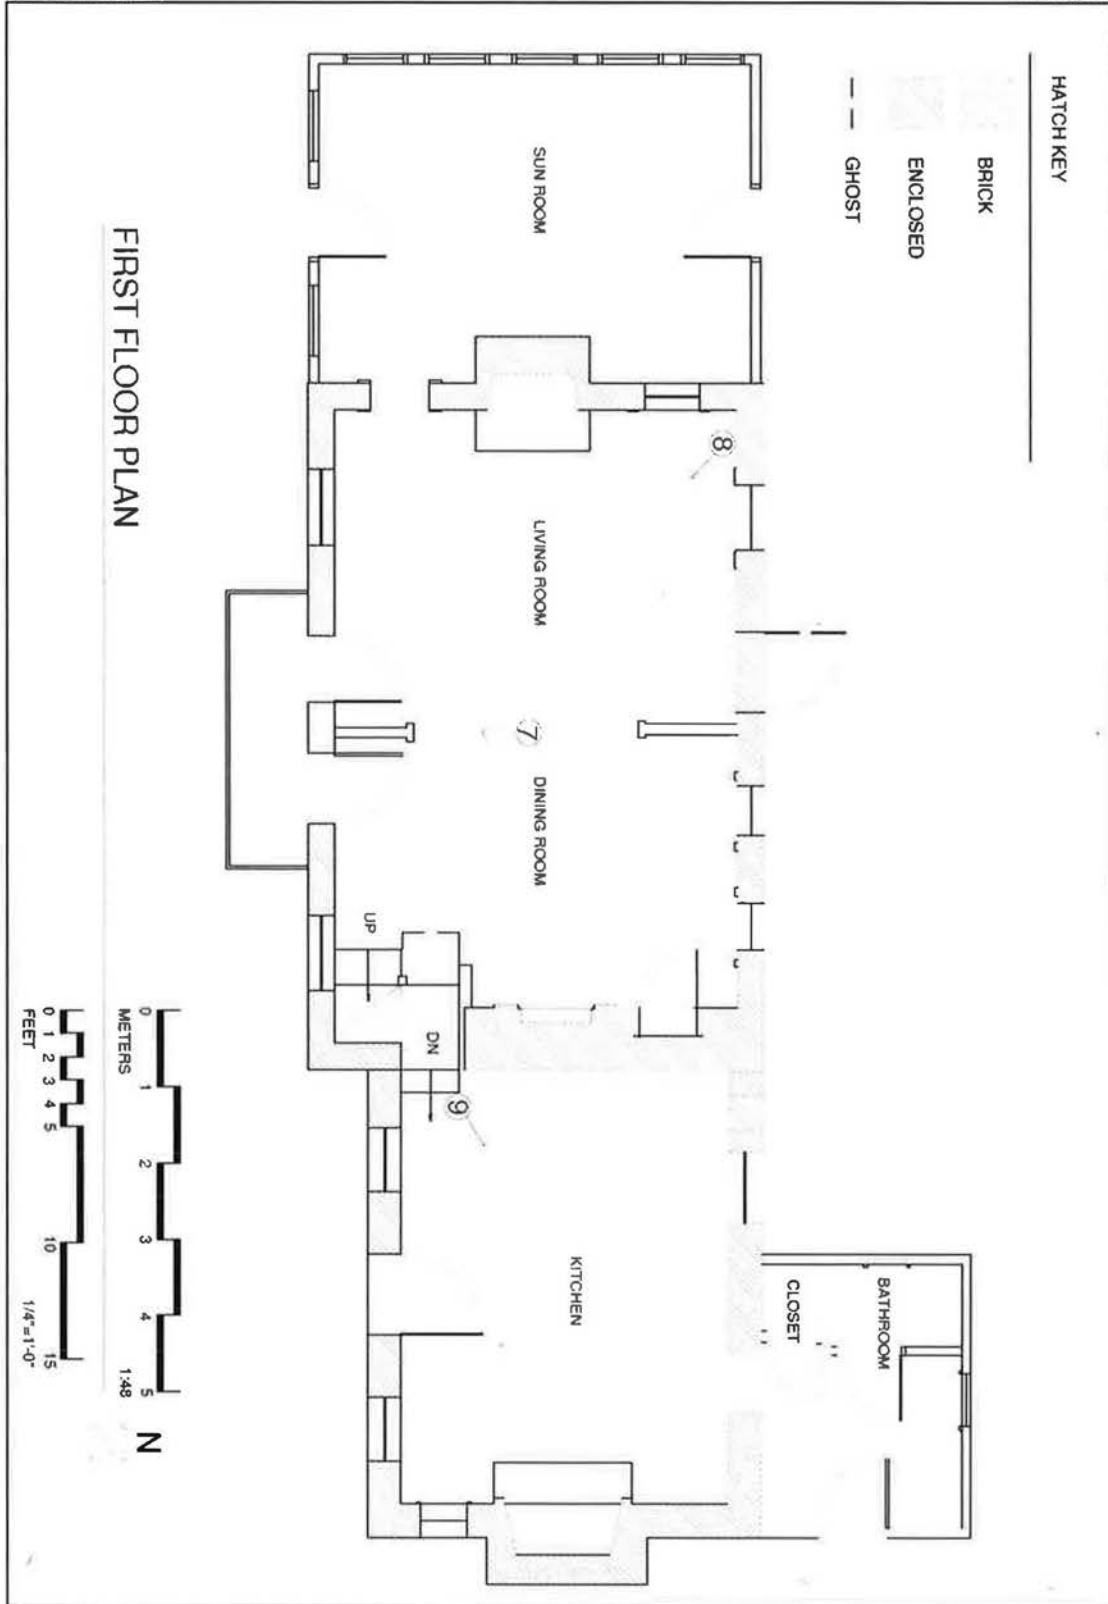 HATCH KEY
BRICK
ENCLOSED
GHOST
SUN ROOM
8
LIVING ROOM
7
DINING ROOM
UP
DN
9
KITCHEN
CLOSET
BATHROOM
FIRST FLOOR PLAN
0 1 2 3 4 5
METERS
1:48
0 1 2 3 4 5 10 15
FEET
1/4"=1'-0"
N